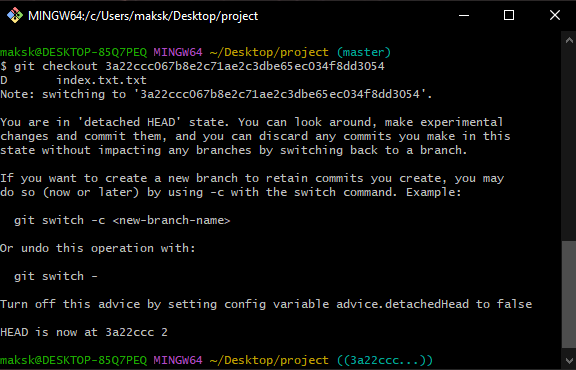 MINGW64:/c/Users/maksk/Desktop/project
maksk@DESKTOP-85Q7PEQ MINGW64 ~/Desktop/project (master)
$ git checkout 3a22ccc067b8e2c71ae2c3dbe65ec034f8dd3054
D       index.txt.txt
Note: switching to '3a22ccc067b8e2c71ae2c3dbe65ec034f8dd3054'.
You are in 'detached HEAD' state. You can look around, make experimental
changes and commit them, and you can discard any commits you make in this
state without impacting any branches by switching back to a branch.
If you want to create a new branch to retain commits you create, you may
do so (now or later) by using -c with the switch command. Example:
  git switch -c <new-branch-name>
Or undo this operation with:
  git switch -
Turn off this advice by setting config variable advice.detachedHead to false
HEAD is now at 3a22ccc 2
maksk@DESKTOP-85Q7PEQ MINGW64 ~/Desktop/project ((3a22ccc...))